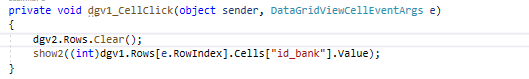 private void dgv1_CellClick(object sender, DataGridViewCellEventArgs e)
{
dgv2.Rows.Clear();
show2((int)dgv1.Rows[e.RowIndex].Cells["id_bank"].Value);
}